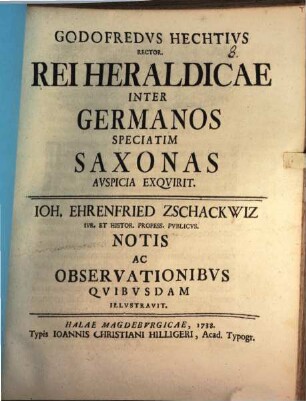 GODOFREDVS HECHTIVS
RECTOR.
REI HERALDICAE
INTER
GERMANOS
SPECIATIM
SAXONAS
AVSPICIA EXQVIRIT.
IOH. EHRENFRIED ZSCHACKWIZ
IVR. ET HISTOR. PROFESS. PVBLICVS.
NOTIS
AC
OBSERVATIONIBVS
QVIBVSDAM
ILLVSTRAVIT.
HALAE MAGDEBVRGICAE, 1738.
Typis IOANNIS CHRISTIANI HILLIGERI, Acad. Typogr.